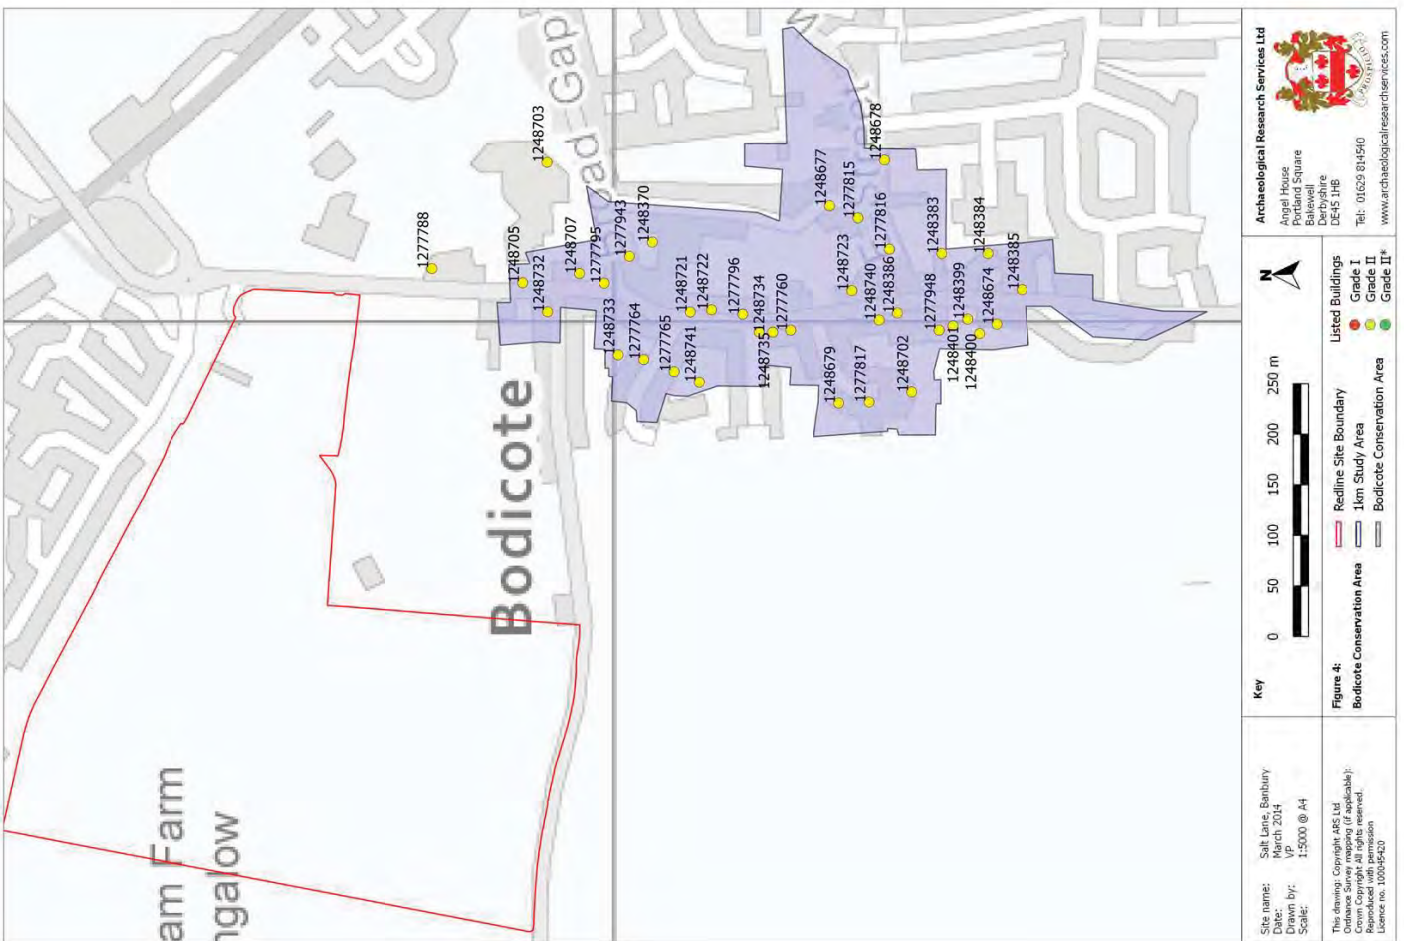 1277788
1248703
ad=Gap
1248705
1248732
1248707
1277795
1277943
1248370
1248733
1277764
1277765
1248741
1248721
1248722
1277796
1248734
1248735
1277760
1248677
1277815
1248678
1277816
1248723
1248740
1248386
1248383
1248384
1248385
1277948
1248399
1248674
1248401
1248400
1248679
1277817
1248702
Bodicote
am Farm
ngalow
Site name: Salt Lane, Banbury
Date: March 2014
Drawn by: VP
Scale: 1:5000 @ A4
This drawing: Copyright ARS Ltd
Ordnance Survey mapping (if applicable):
Crown Copyright All rights reserved.
Reproduced with permission
Licence no. 100045420
Key
0 50 100 150 200 250 m
N
Figure 4:
Bodicote Conservation Area
Redline Site Boundary
1km Study Area
Bodicote Conservation Area
Listed Buildings
Grade I
Grade II
Grade II*
Archaeological Research Services Ltd
Angel House
Portland Square
Bakewell
Derbyshire
DE45 1HB
Tel: 01629 814540
www.archaeologicalresearchservices.com